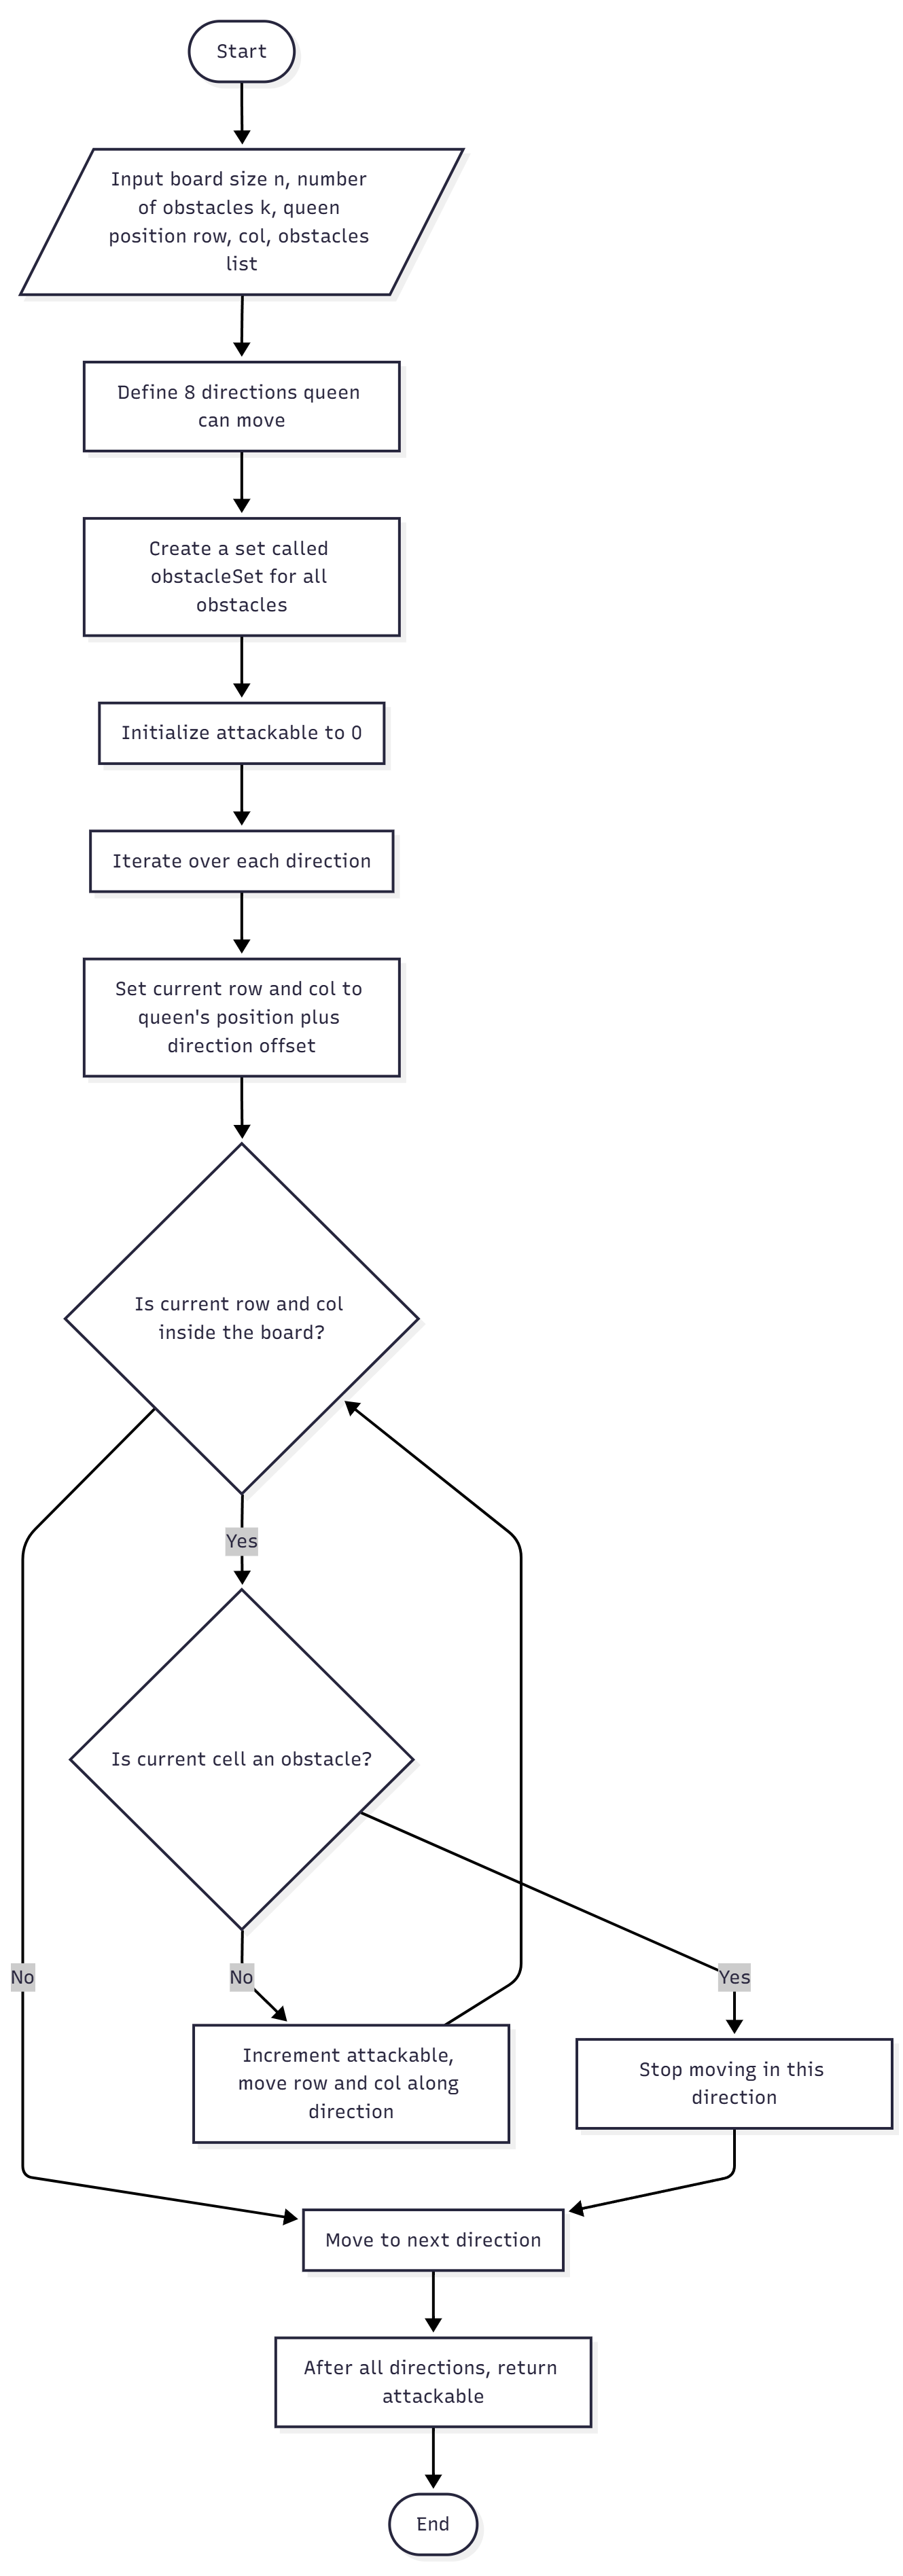 Start
Input board size n, number
of obstacles k, queen
position row, col, obstacles
list
Define 8 directions queen
can move
Create a set called
obstacleSet for all
obstacles
Initialize attackable to 0
Iterate over each direction
Set current row and col to
queen's position plus
direction offset
Is current row and col
inside the board?
Yes
Is current cell an obstacle?
No
No
Yes
Increment attackable,
move row and col along
direction
Stop moving in this
direction
Move to next direction
After all directions, return
attackable
End